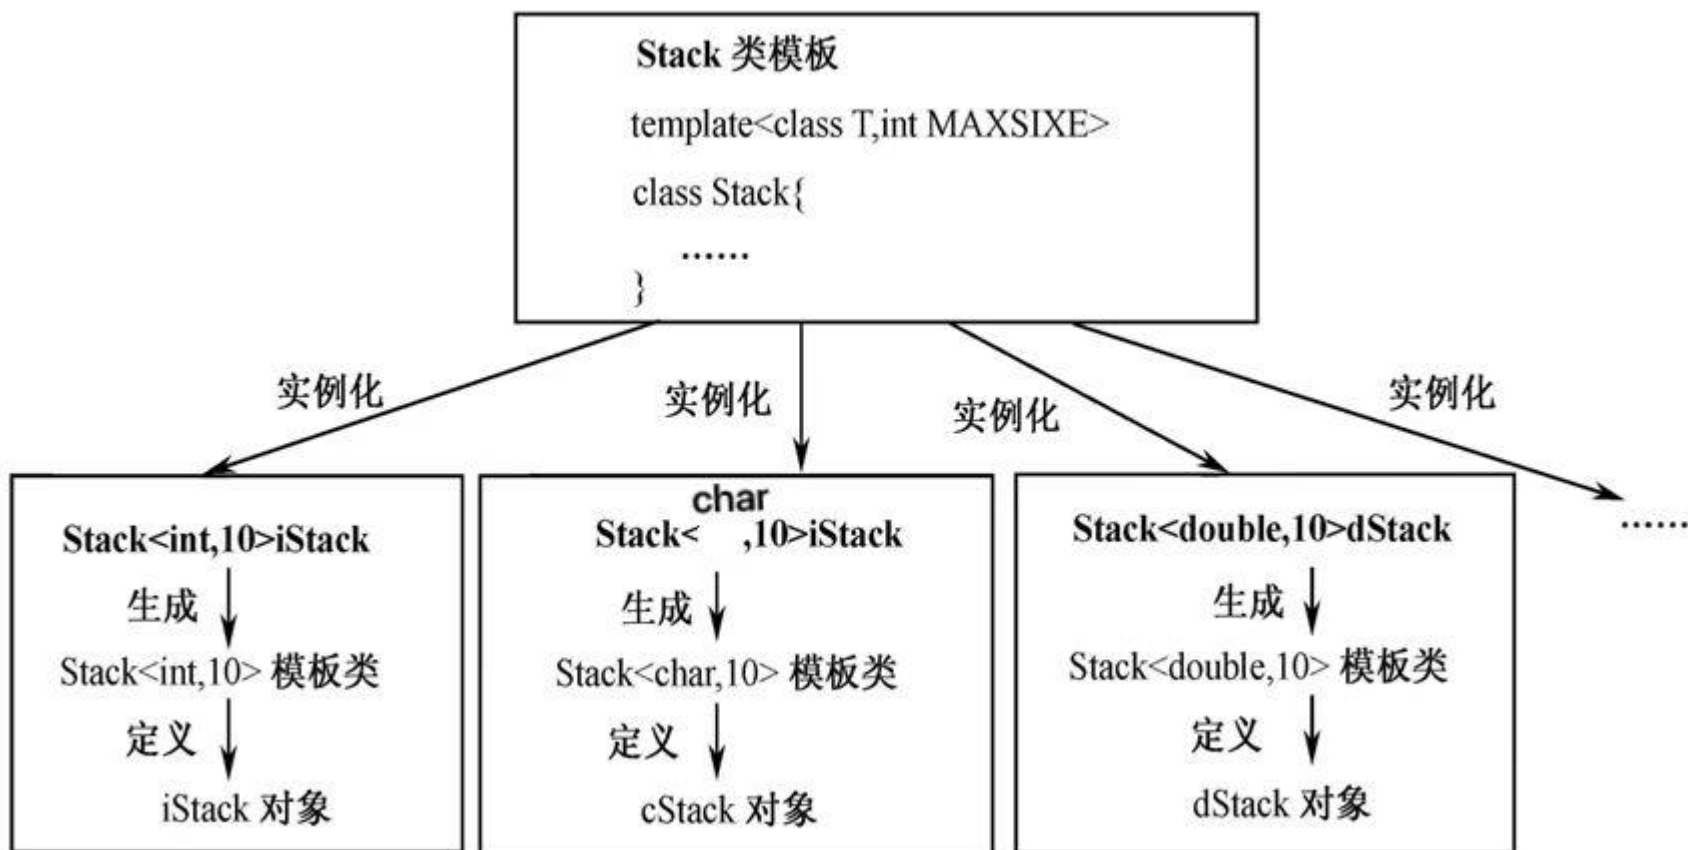 Stack 类模板
template<class T,int MAXSIXE>
class Stack{
……
}
实例化
实例化
实例化
实例化
Stack<int,10>iStack
生成
Stack<int,10> 模板类
定义
iStack 对象
char
Stack< ,10>iStack
生成
Stack<char,10> 模板类
定义
cStack 对象
Stack<double,10>dStack
生成
Stack<double,10> 模板类
定义
dStack 对象
……